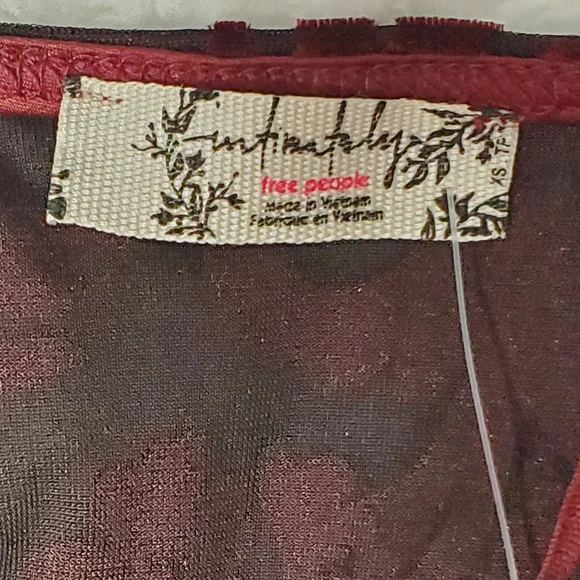 intimately
free people
Made in Vietnam
Fabriqué en Vietnam
XS TP